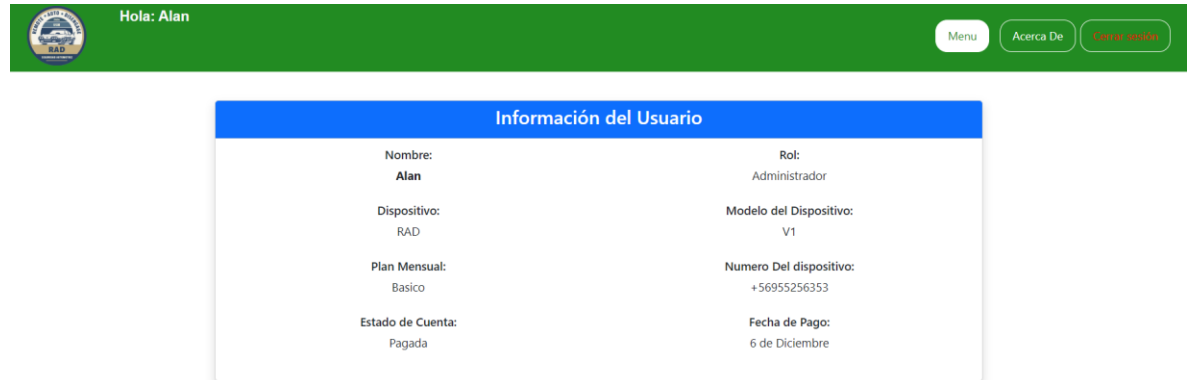 Hola: Alan
RAD
Menu
Acerca De
Cerrar sesión
Información del Usuario
Nombre:
Rol:
Alan
Administrador
Dispositivo:
Modelo del Dispositivo:
RAD
V1
Plan Mensual:
Numero Del dispositivo:
Basico
+56955256353
Estado de Cuenta:
Fecha de Pago:
Pagada
6 de Diciembre